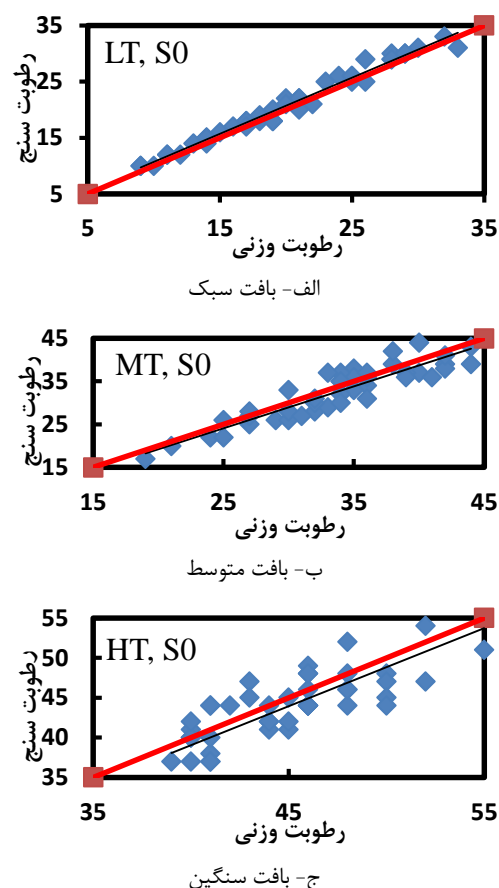 LT, S0
35
25
15
5
5
15
25
35
رطوبت سنج
رطوبت وزنی
الف- بافت سبک
MT, S0
45
35
25
15
15
25
35
45
رطوبت سنج
رطوبت وزنی
ب- بافت متوسط
HT, S0
55
50
45
40
35
35
45
55
رطوبت سنج
رطوبت وزنی
ج- بافت سنگین